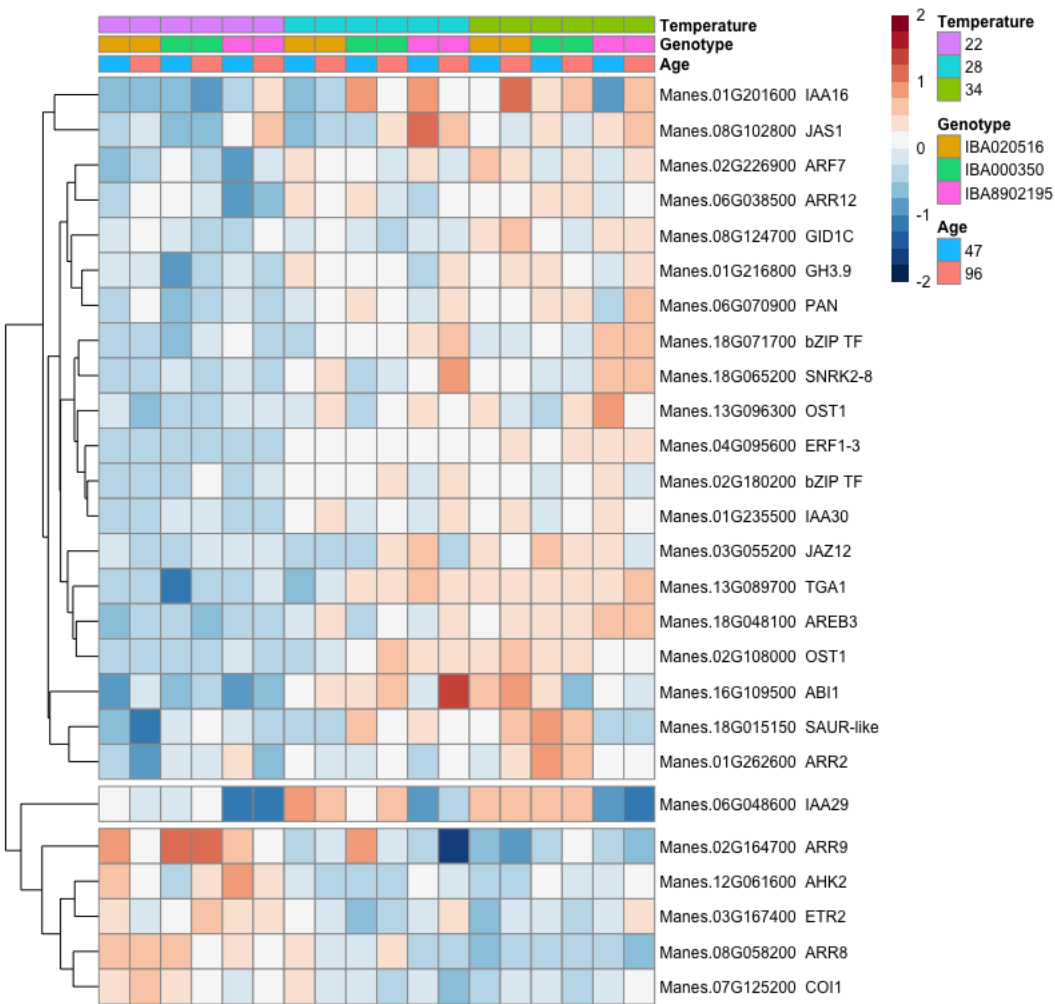 Temperature
Genotype
Age
Manes.01G201600 IAA16
Manes.08G102800 JAS1
Manes.02G226900 ARF7
Manes.06G038500 ARR12
Manes.08G124700 GID1C
Manes.01G216800 GH3.9
Manes.06G070900 PAN
Manes.18G071700 bZIP TF
Manes.18G065200 SNRK2-8
Manes.13G096300 OST1
Manes.04G095600 ERF1-3
Manes.02G180200 bZIP TF
Manes.01G235500 IAA30
Manes.03G055200 JAZ12
Manes.13G089700 TGA1
Manes.18G048100 AREB3
Manes.02G108000 OST1
Manes.16G109500 ABI1
Manes.18G015150 SAUR-like
Manes.01G262600 ARR2
Manes.06G048600 IAA29
Manes.02G164700 ARR9
Manes.12G061600 AHK2
Manes.03G167400 ETR2
Manes.08G058200 ARR8
Manes.07G125200 COI1
2
1
0
-1
-2
Temperature
22
28
34
Genotype
IBA020516
IBA000350
IBA8902195
Age
47
96